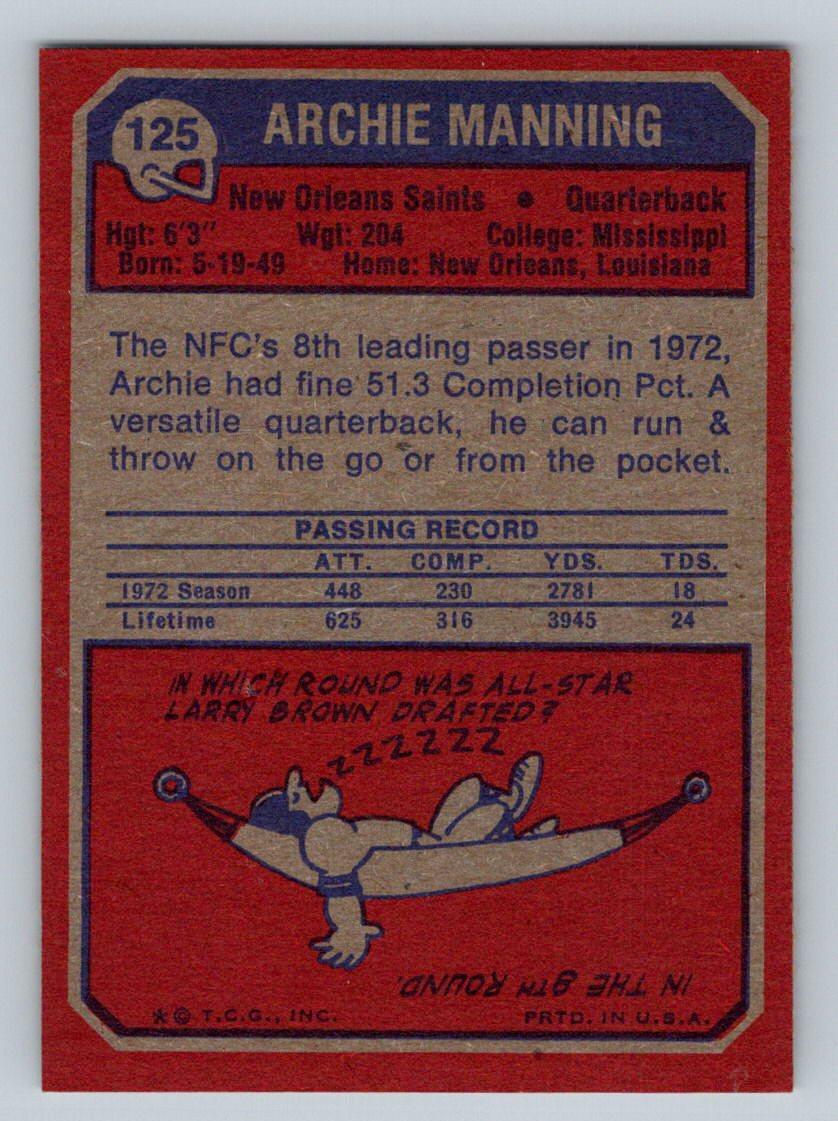 125
ARCHIE MANNING
New Orleans Saints • Quarterback
Hgt: 6'3" Wgt: 204 College: Mississippi
Born: 5-19-49 Home: New Orleans, Louisiana
The NFC's 8th leading passer in 1972,
Archie had fine 51.3 Completion Pct. A
versatile quarterback, he can run &
throw on the go or from the pocket.
PASSING RECORD
ATT. COMP. YDS. TDS.
1972 Season 448 230 2781 18
Lifetime 625 316 3945 24
IN WHICH ROUND WAS ALL-STAR
LARRY BROWN DRAFTED?
ZZZZZZZ
IN THE 8TH ROUND.
* © T.C.G., INC. PRTD. IN U.S.A.